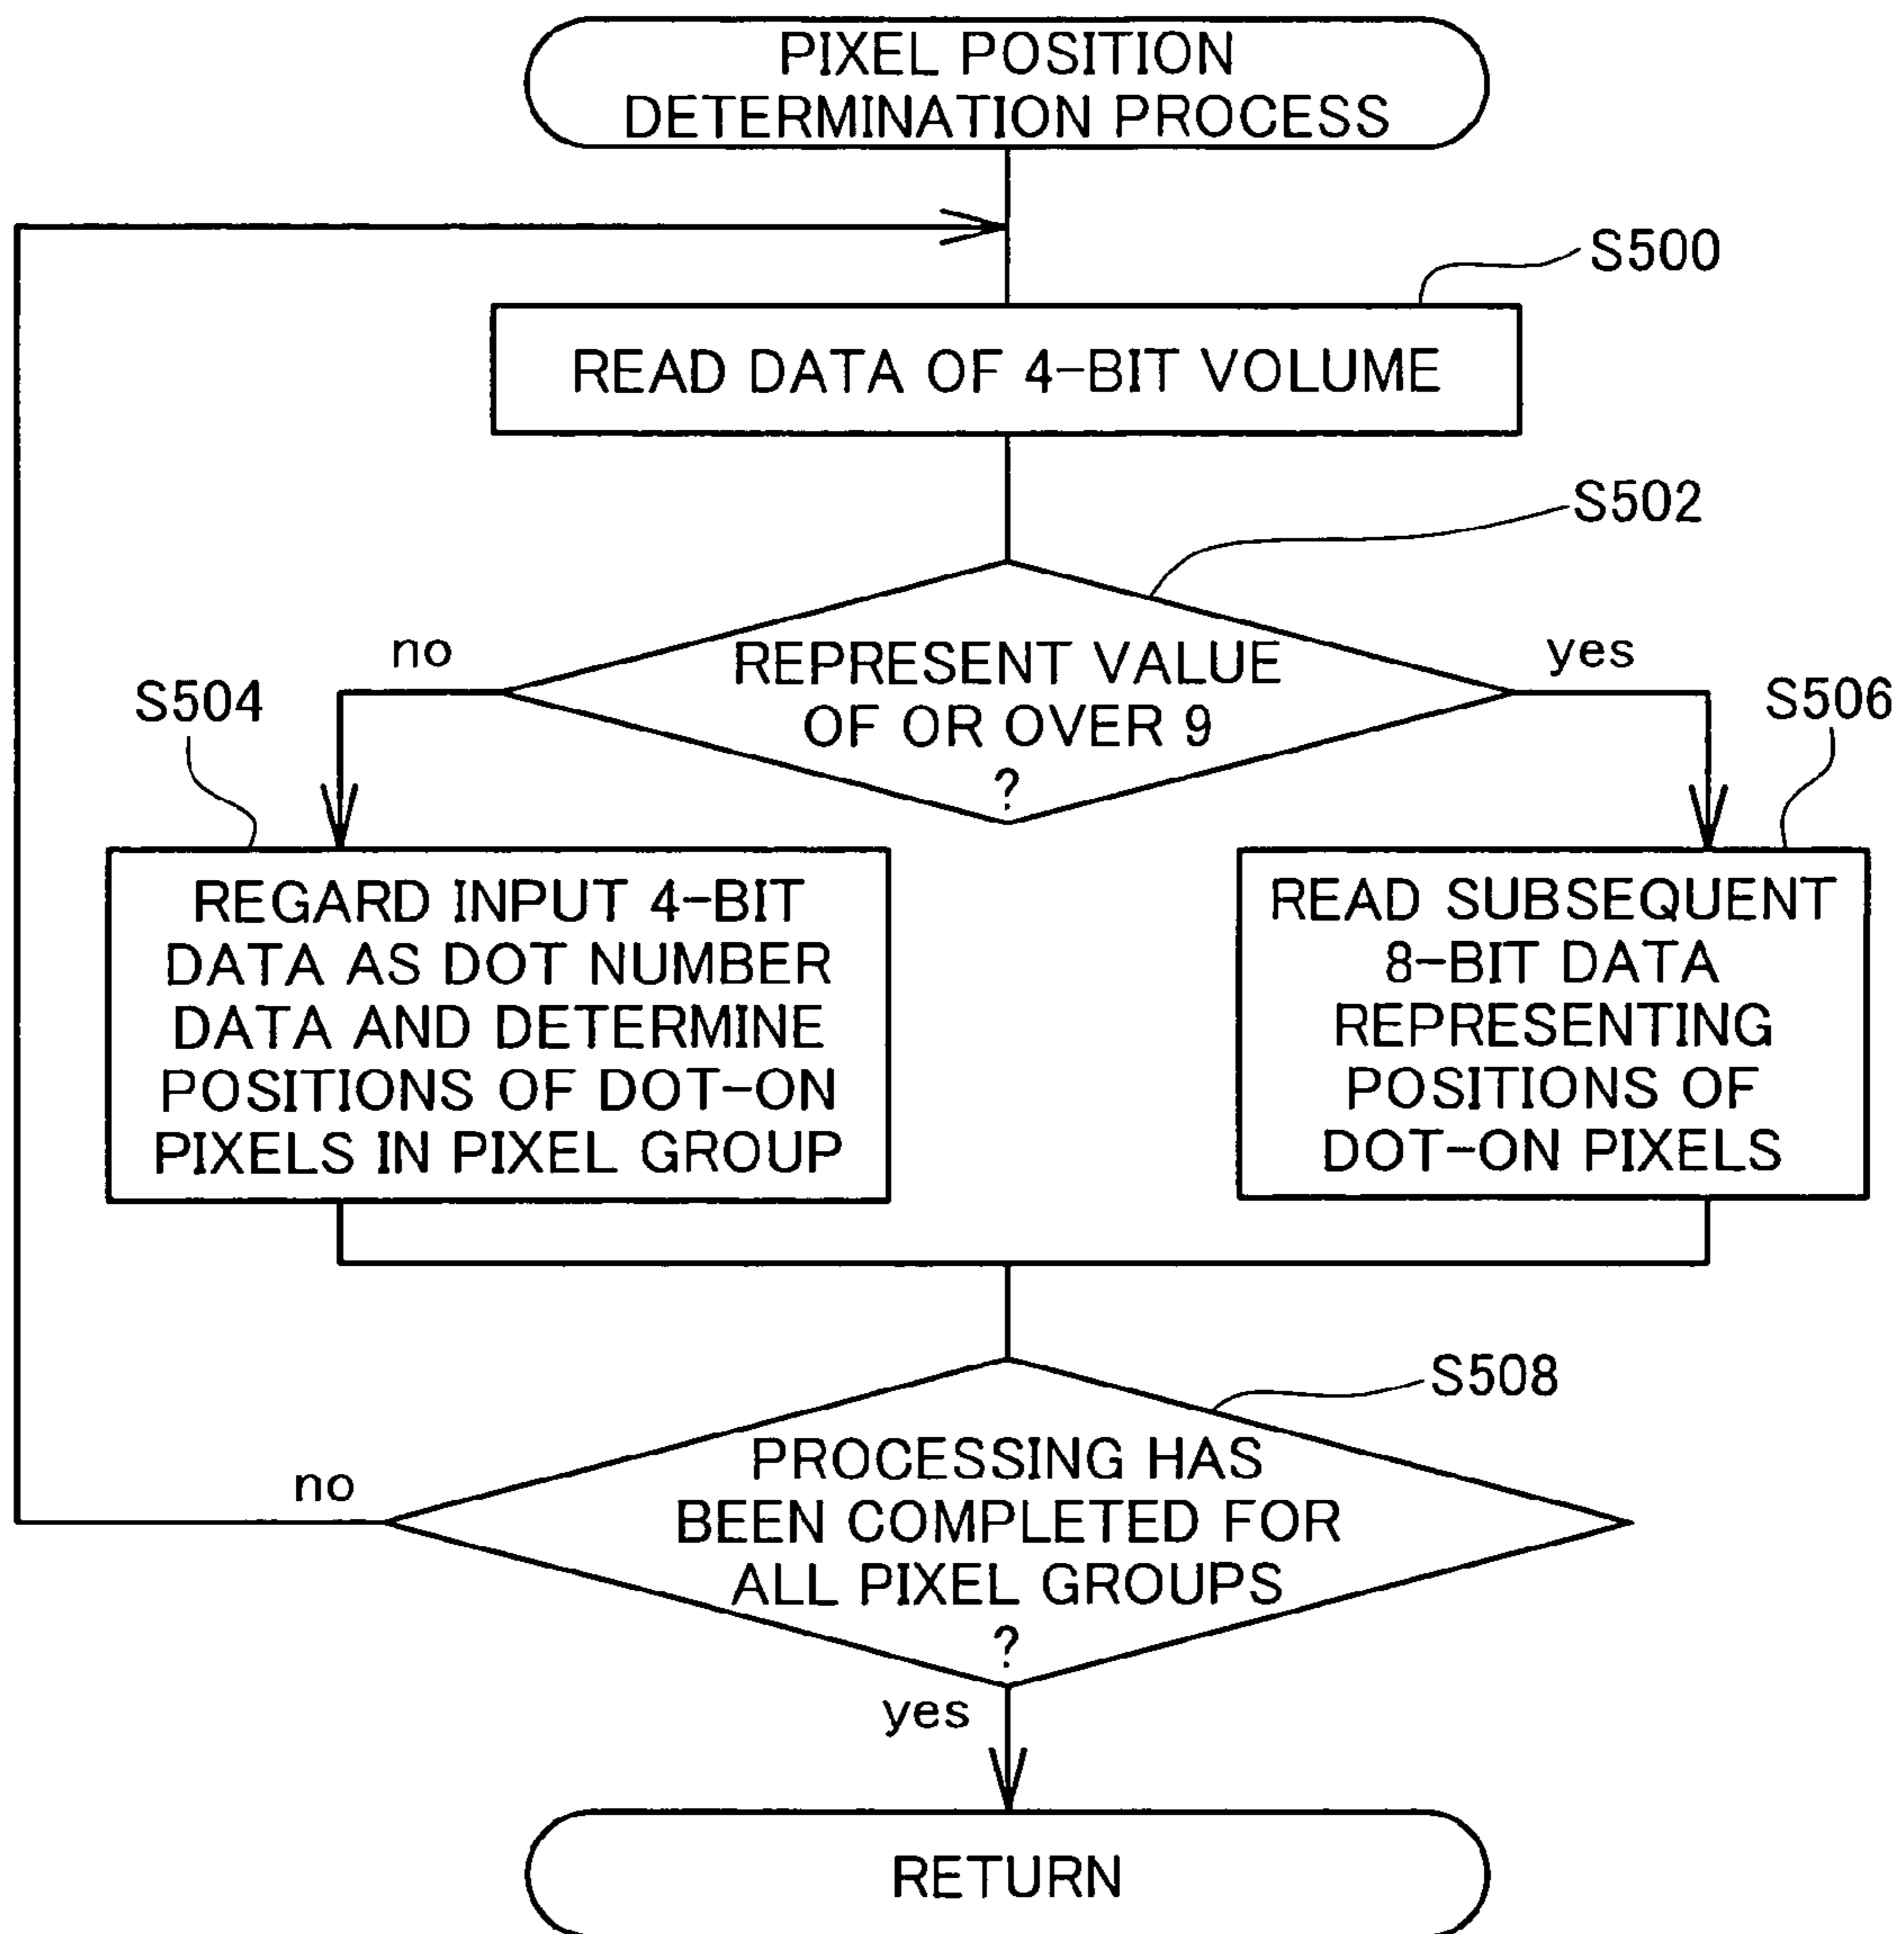 PIXEL POSITION
DETERMINATION PROCESS
S500
READ DATA OF 4-BIT VOLUME
S502
no
REPRESENT VALUE
OF OR OVER 9
?
yes
S504
S506
REGARD INPUT 4-BIT
DATA AS DOT NUMBER
DATA AND DETERMINE
POSITIONS OF DOT-ON
PIXELS IN PIXEL GROUP
READ SUBSEQUENT
8-BIT DATA
REPRESENTING
POSITIONS OF
DOT-ON PIXELS
S508
no
PROCESSING HAS
BEEN COMPLETED FOR
ALL PIXEL GROUPS
?
yes
RETURN